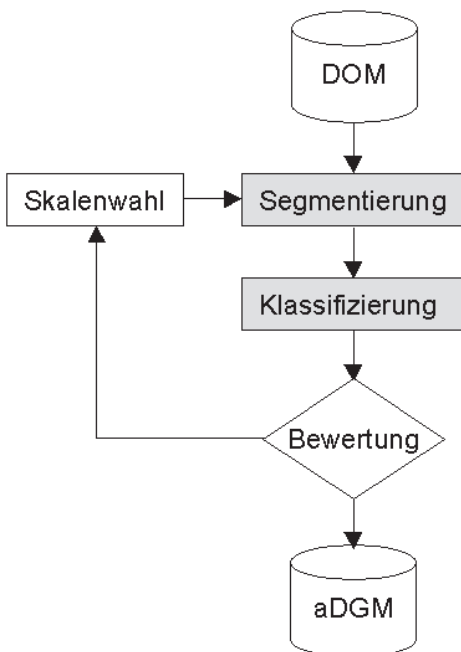 DOM
Skalenwahl
Segmentierung
Klassifizierung
Bewertung
aDGM